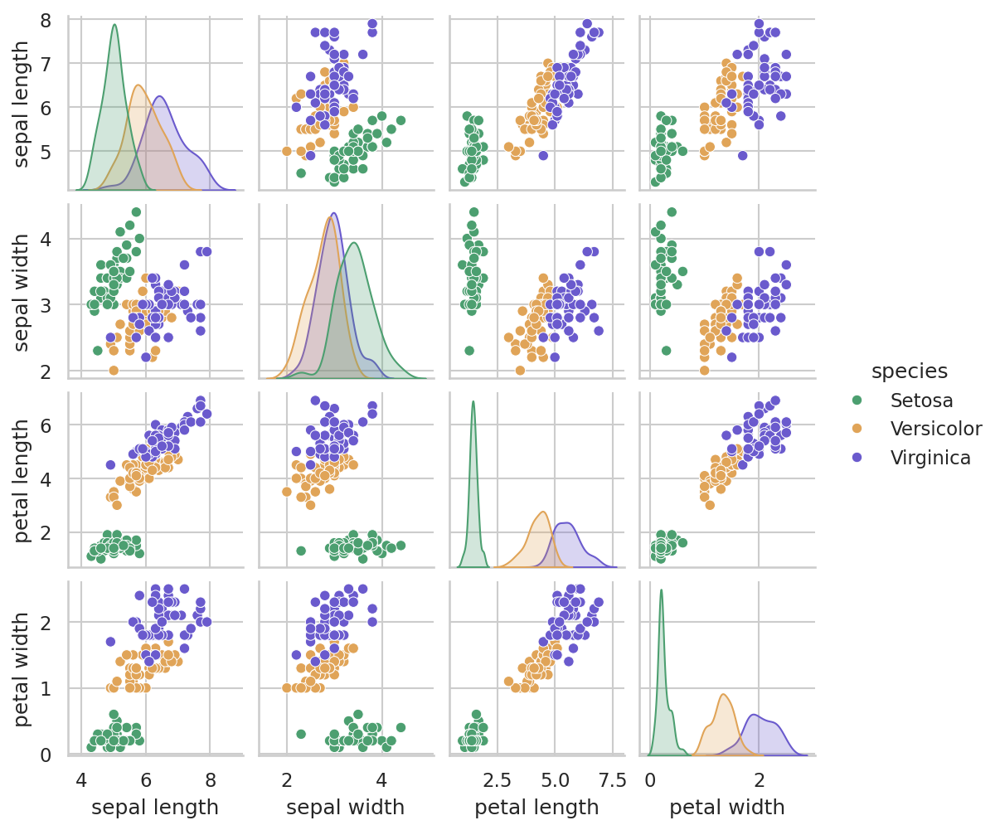 8
7
6
5
sepal length
4
3
2
sepal width
6
4
2
petal length
2
1
0
petal width
4 6 8
2 4
2.5 5.0 7.5
0 2
sepal length
sepal width
petal length
petal width
species
Setosa
Versicolor
Virginica